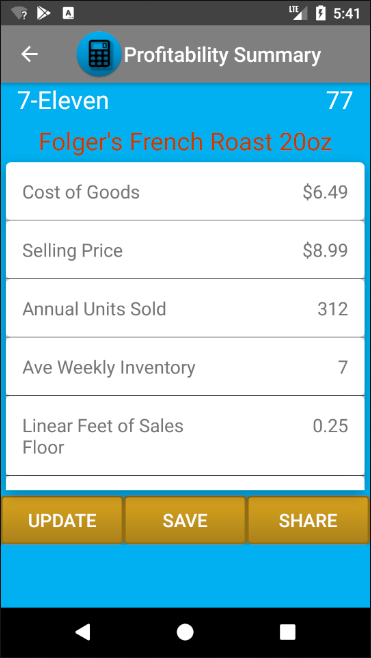 LTE 5:41
Profitability Summary
7-Eleven 77
Folger's French Roast 20oz
Cost of Goods $6.49
Selling Price $8.99
Annual Units Sold 312
Ave Weekly Inventory 7
Linear Feet of Sales 0.25
Floor
UPDATE SAVE SHARE